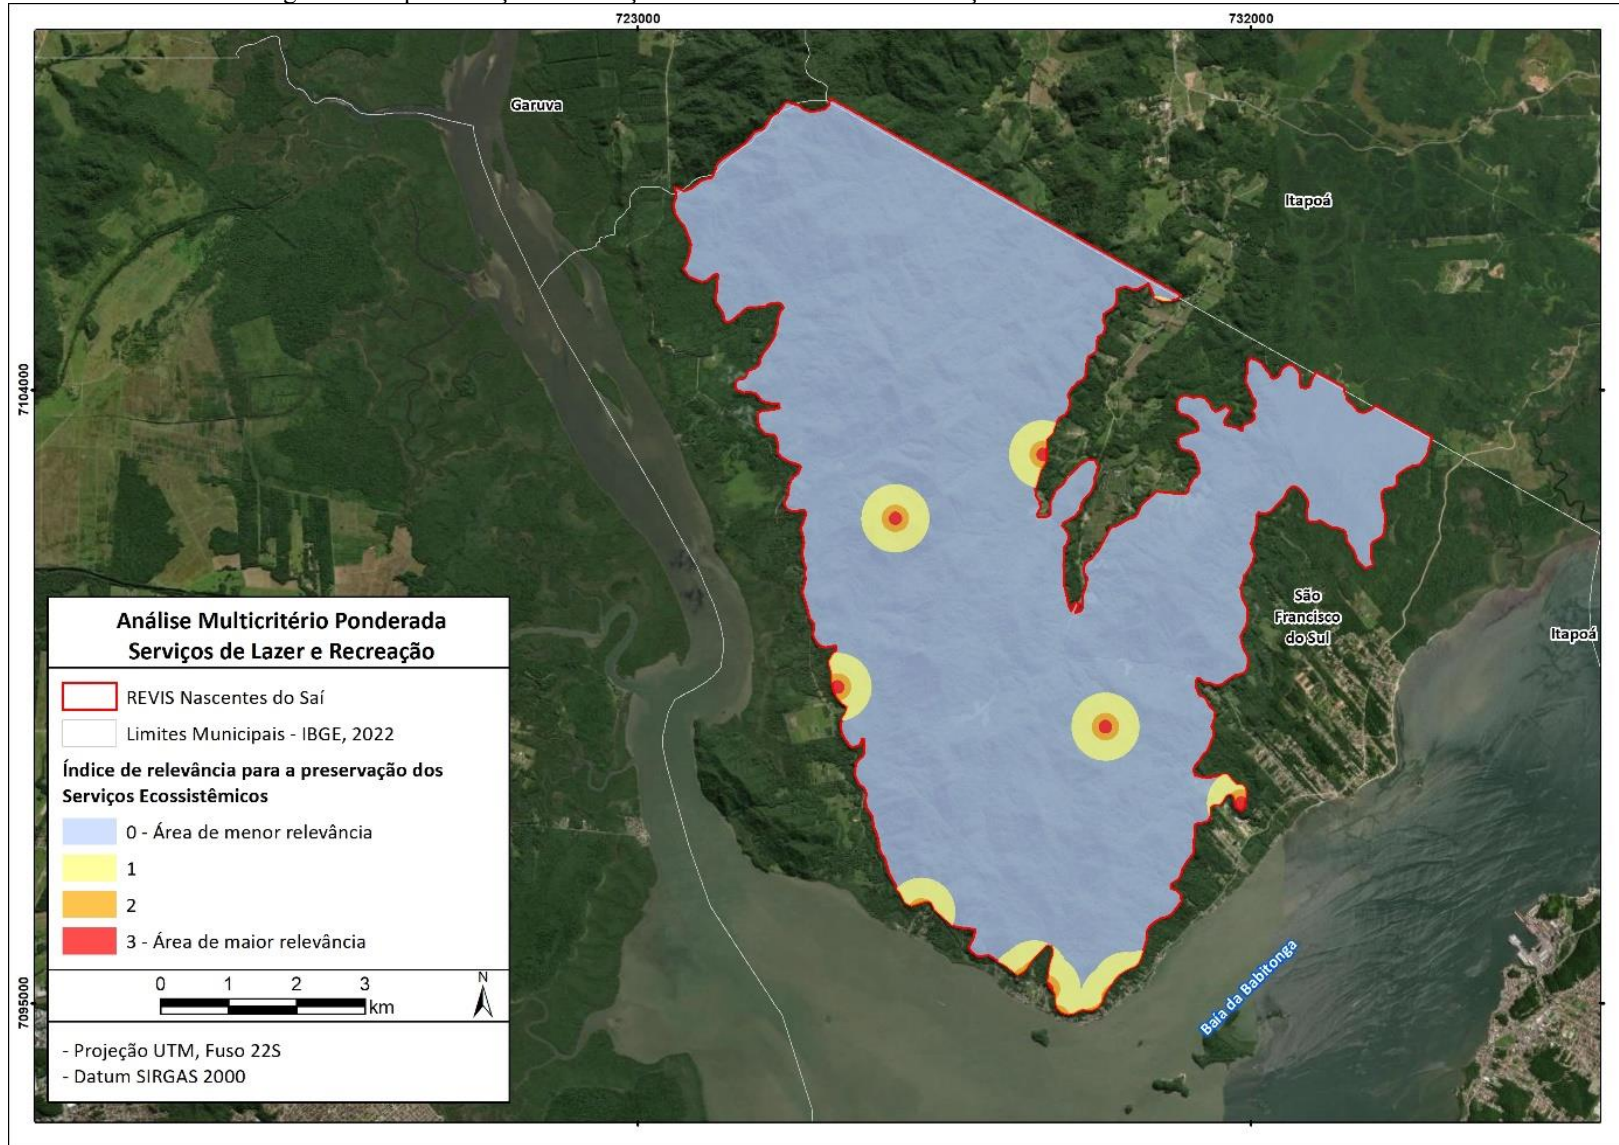 723000
732000
Garuva
Itapoá
7104000
São
Francisco
do Sul
Itapoá
Análise Multicritério Ponderada
Serviços de Lazer e Recreação
REVIS Nascentes do Saí
Limites Municipais - IBGE, 2022
Índice de relevância para a preservação dos
Serviços Ecossistêmicos
0 - Área de menor relevância
1
2
3 - Área de maior relevância
0 1 2 3
km
N
Baía da Babitonga
7095000
- Projeção UTM, Fuso 22S
- Datum SIRGAS 2000